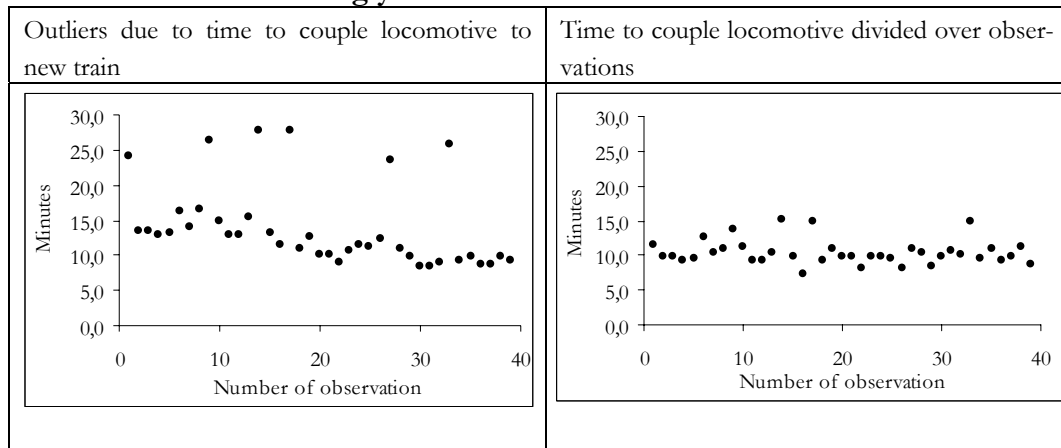 Outliers due to time to couple locomotive to
new train
Time to couple locomotive divided over obser-
vations
30,0
25,0
20,0
15,0
10,0
5,0
0,0
Minutes
0 10 20 30 40
Number of observation
30,0
25,0
20,0
15,0
10,0
5,0
0,0
Minutes
0 10 20 30 40
Number of observation